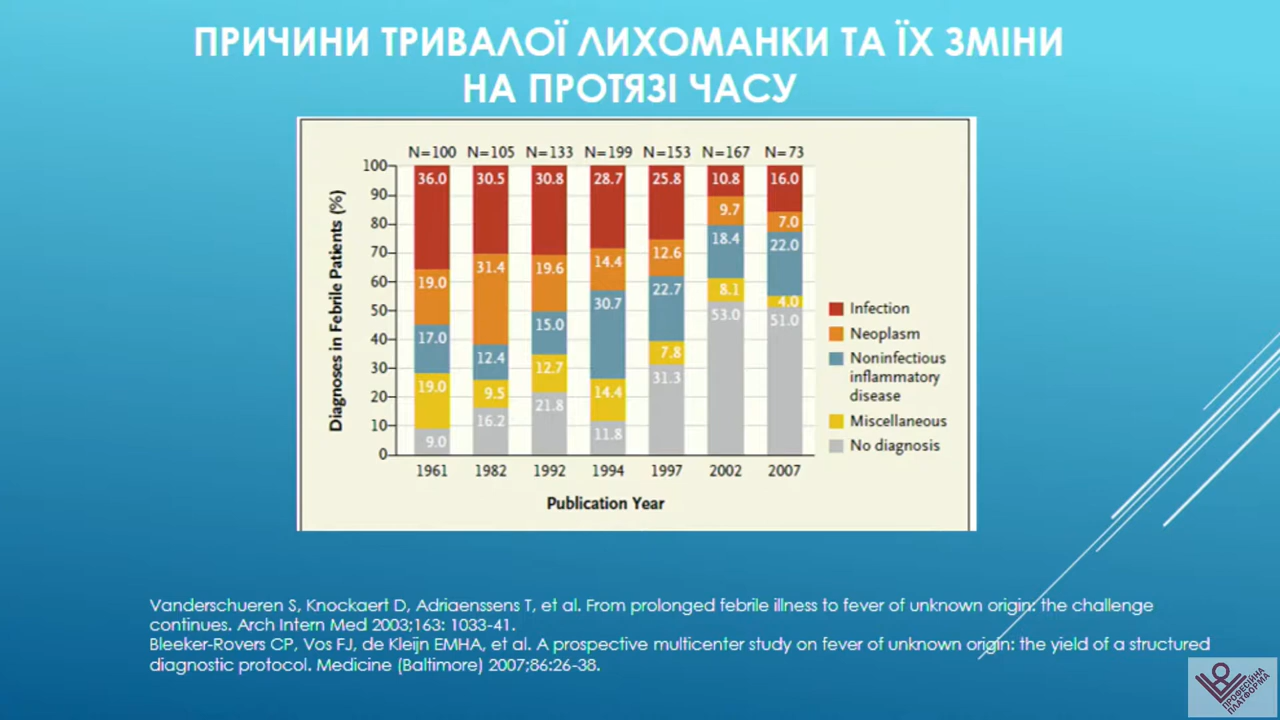 ПРИЧИНИ ТРИВАЛОЇ ЛИХОМАНКИ ТА ЇХ ЗМІНИ
НА ПРОТЯЗІ ЧАСУ
N=100 N=105 N=133 N=199 N=153 N=167 N=73
Diagnoses in Febrile Patients (%)
100
90
80
70
60
50
40
30
20
10
0
36.0 19.0 17.0 19.0 9.0
30.5 31.4 12.4 9.5 16.2
30.8 19.6 15.0 12.7 21.8
28.7 14.4 30.7 14.4 11.8
25.8 12.6 22.7 7.8 31.3
10.8 9.7 18.4 8.1 53.0
16.0 7.0 22.0 4.0 51.0
1961 1982 1992 1994 1997 2002 2007
Publication Year
Infection
Neoplasm
Noninfectious
inflammatory
disease
Miscellaneous
No diagnosis
Vanderschueren S, Knockaert D, Adriaenssens T, et al. From prolonged febrile illness to fever of unknown origin: the challenge
continues. Arch Intern Med 2003;163: 1033-41.
Bleeker-Rovers CP, Vos FJ, de Kleijn EMHA, et al. A prospective multicenter study on fever of unknown origin: the yield of a structured
diagnostic protocol. Medicine (Baltimore) 2007;86:26-38.
ПРОФЕСІЙНА
ПЛАТФОРМА